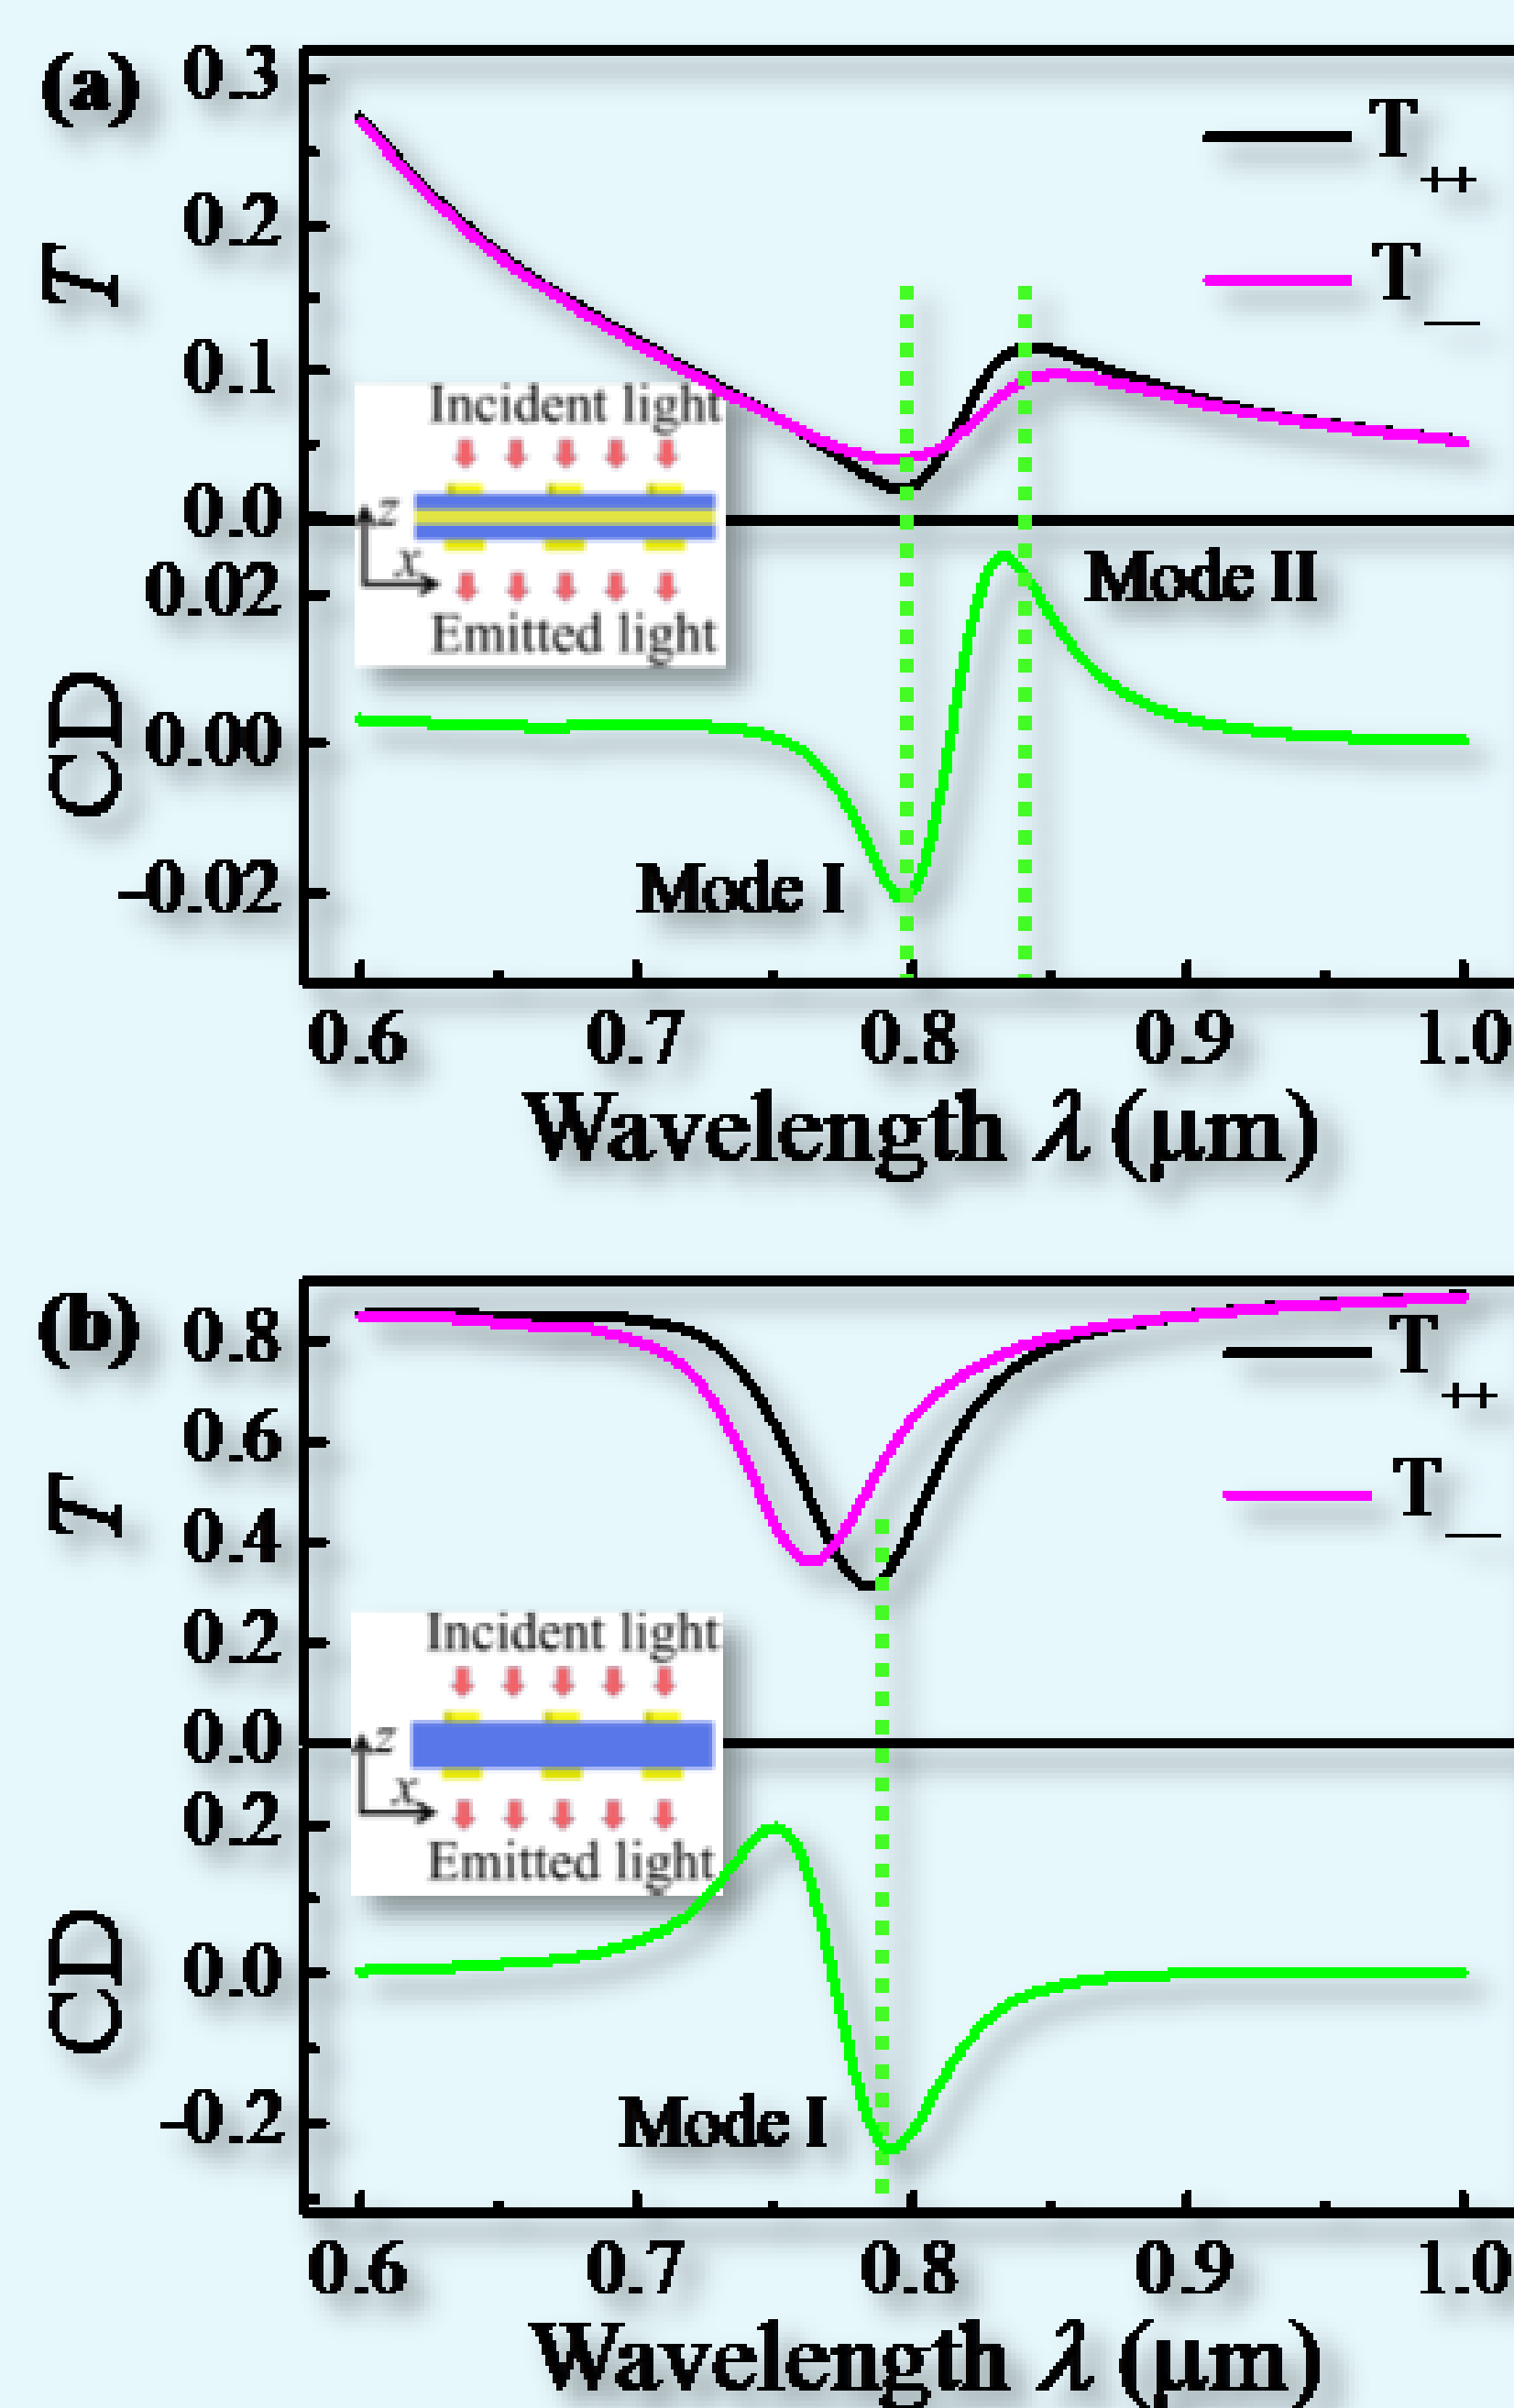 (a)
0.3
0.2
0.1
0.0
T
T++
T_
Incident light
z
x
Emitted light
0.02
0.00
-0.02
CD
Mode II
Mode I
0.6 0.7 0.8 0.9 1.0
Wavelength λ (μm)
(b)
0.8
0.6
0.4
0.2
0.0
T
T++
T_
Incident light
z
x
Emitted light
0.2
0.0
-0.2
CD
Mode I
0.6 0.7 0.8 0.9 1.0
Wavelength λ (μm)